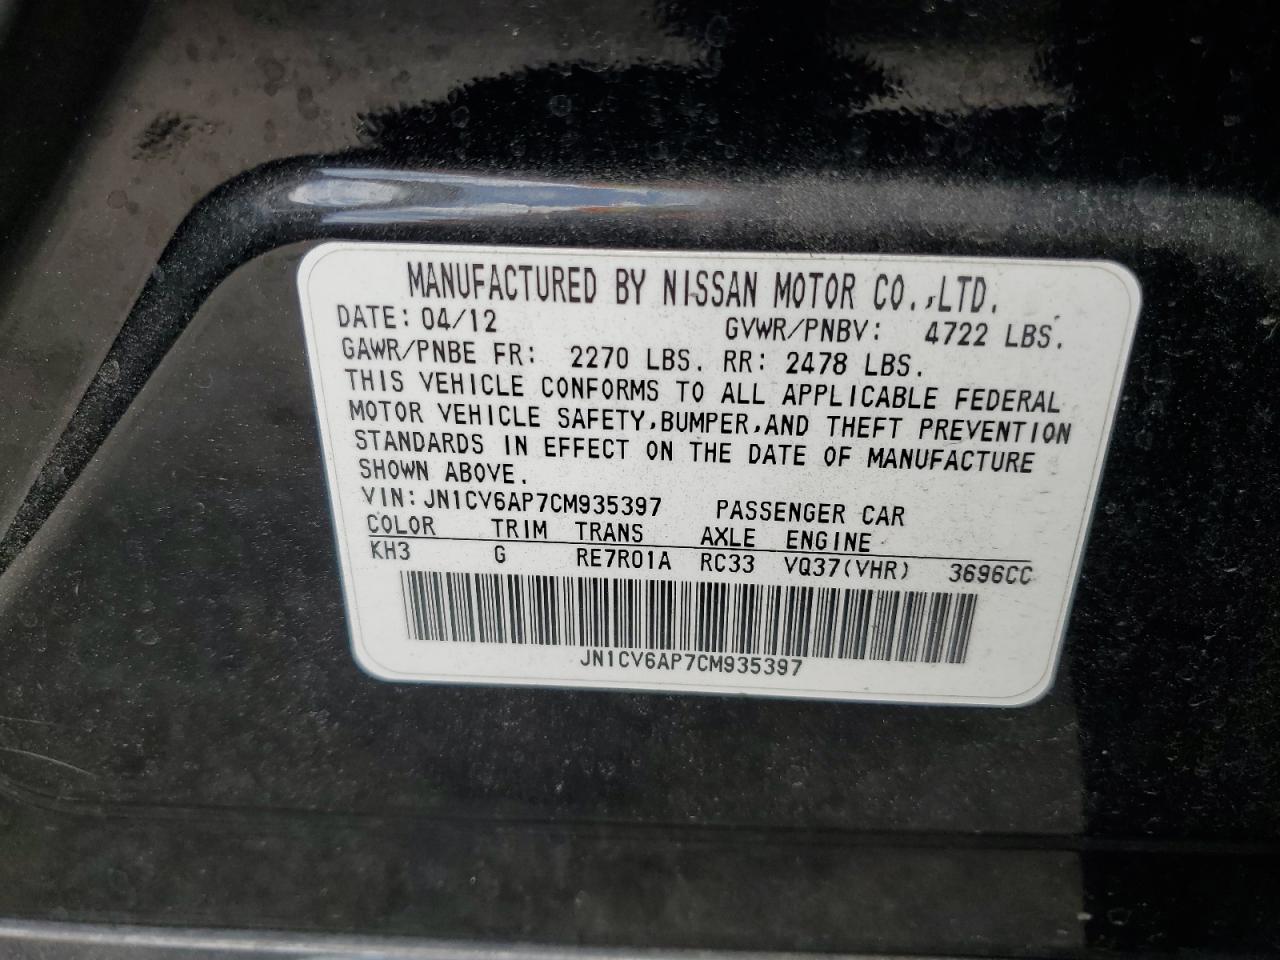 MANUFACTURED BY NISSAN MOTOR CO.,LTD.
DATE: 04/12 GVWR/PNBV: 4722 LBS.
GAWR/PNBE FR: 2270 LBS. RR: 2478 LBS.
THIS VEHICLE CONFORMS TO ALL APPLICABLE FEDERAL
MOTOR VEHICLE SAFETY,BUMPER,AND THEFT PREVENTION
STANDARDS IN EFFECT ON THE DATE OF MANUFACTURE
SHOWN ABOVE.
VIN: JN1CV6AP7CM935397 PASSENGER CAR
COLOR TRIM TRANS AXLE ENGINE
KH3 G RE7R01A RC33 VQ37(VHR) 3696CC
JN1CV6AP7CM935397